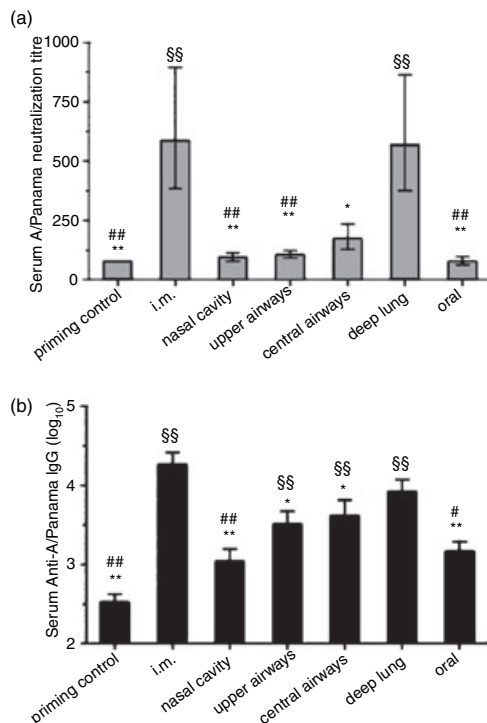 (a)
Serum A/Panama neutralization titre
1000
750
500
250
0
##
**
§§
##
**
##
**
*
§§
##
**
priming control
i.m.
nasal cavity
upper airways
central airways
deep lung
oral
(b)
Serum Anti-A/Panama IgG (log10)
5
4
3
2
##
**
§§
##
**
§§
*
§§
*
§§
#
**
priming control
i.m.
nasal cavity
upper airways
central airways
deep lung
oral